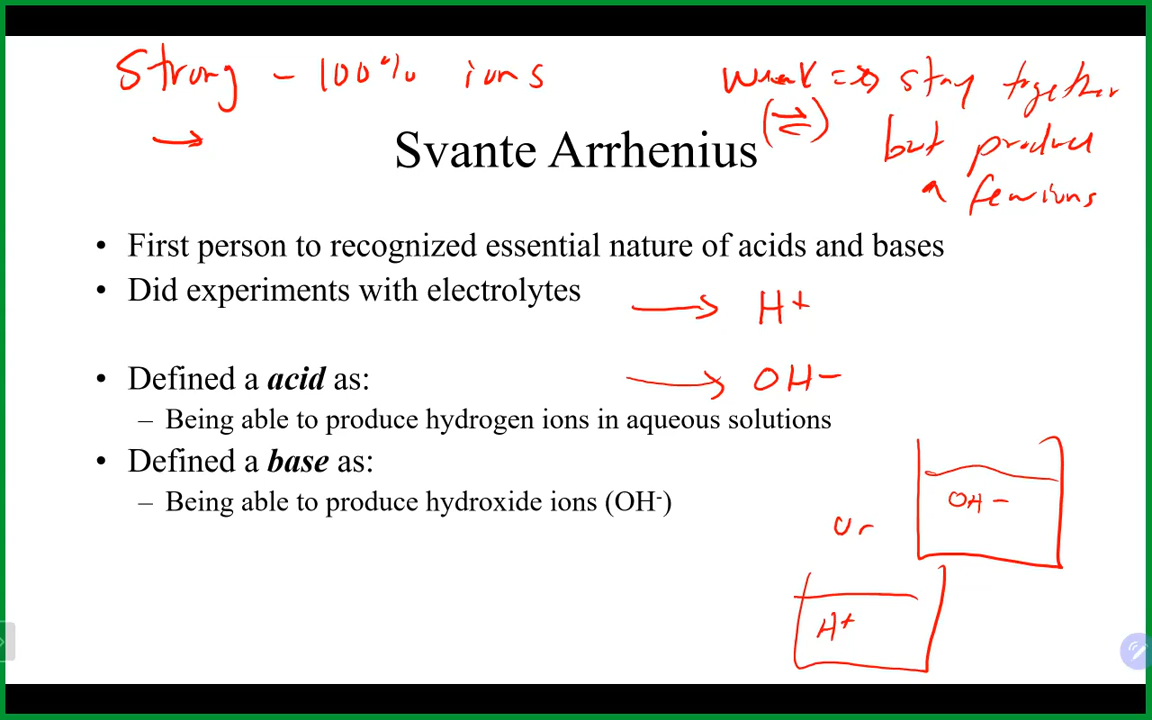 Strong - 100% ions
weak => stay together
→
(⇌)
but produce
a few ions
Svante Arrhenius
• First person to recognized essential nature of acids and bases
• Did experiments with electrolytes
→ H+
• Defined a acid as:
→ OH-
– Being able to produce hydrogen ions in aqueous solutions
• Defined a base as:
– Being able to produce hydroxide ions (OH-)
OH -
or
H+